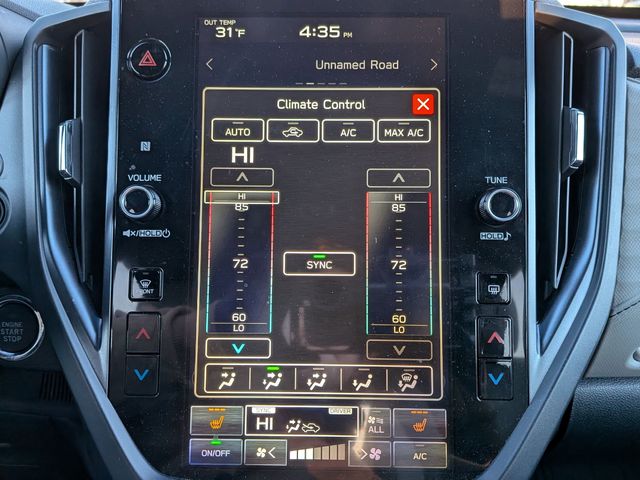 OUT TEMP
31°F
4:35 PM
Unnamed Road
Climate Control
AUTO A/C MAX A/C
HI
VOLUME
TUNE
HI HI
85 85
HOLD
HOLD
72 72
SYNC
FRONT
60 60
LO LO
ENGINE
START
STOP
SYNC DRIVER
HI
ALL
ON/OFF
A/C